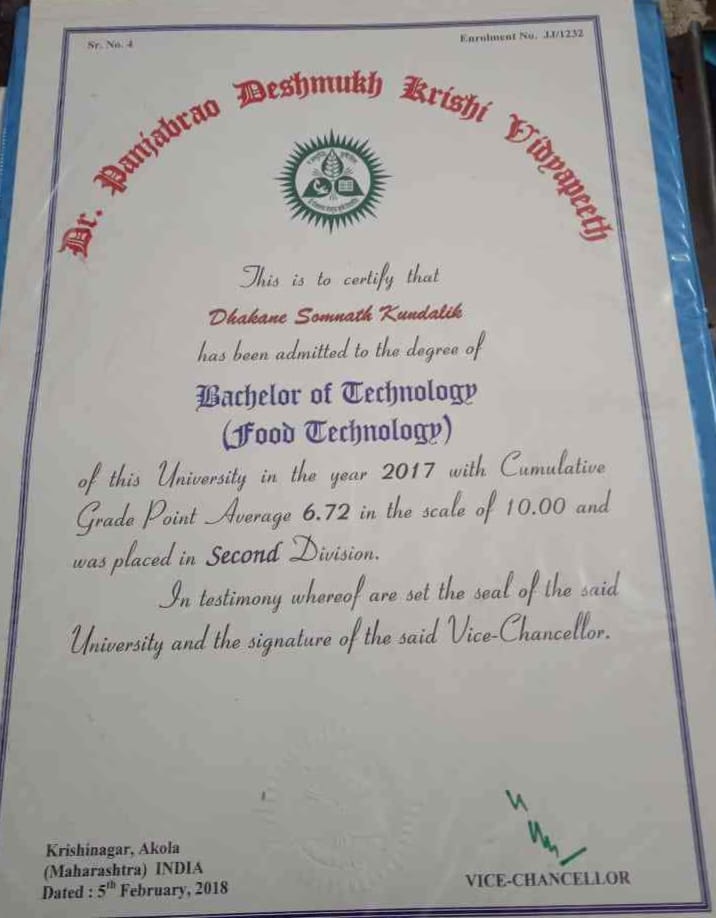 Sr. No. 4
Enrolment No. JJ/1232
Dr. Panjabrao Deshmukh Krishi Vidyapeeth
This is to certify that
Dhakane Somnath Kundalik
has been admitted to the degree of
Bachelor of Technology
(Food Technology)
of this University in the year 2017 with Cumulative
Grade Point Average 6.72 in the scale of 10.00 and
was placed in Second Division.
In testimony whereof are set the seal of the said
University and the signature of the said Vice-Chancellor.
Krishinagar, Akola
(Maharashtra) INDIA
Dated : 5th February, 2018
VICE-CHANCELLOR